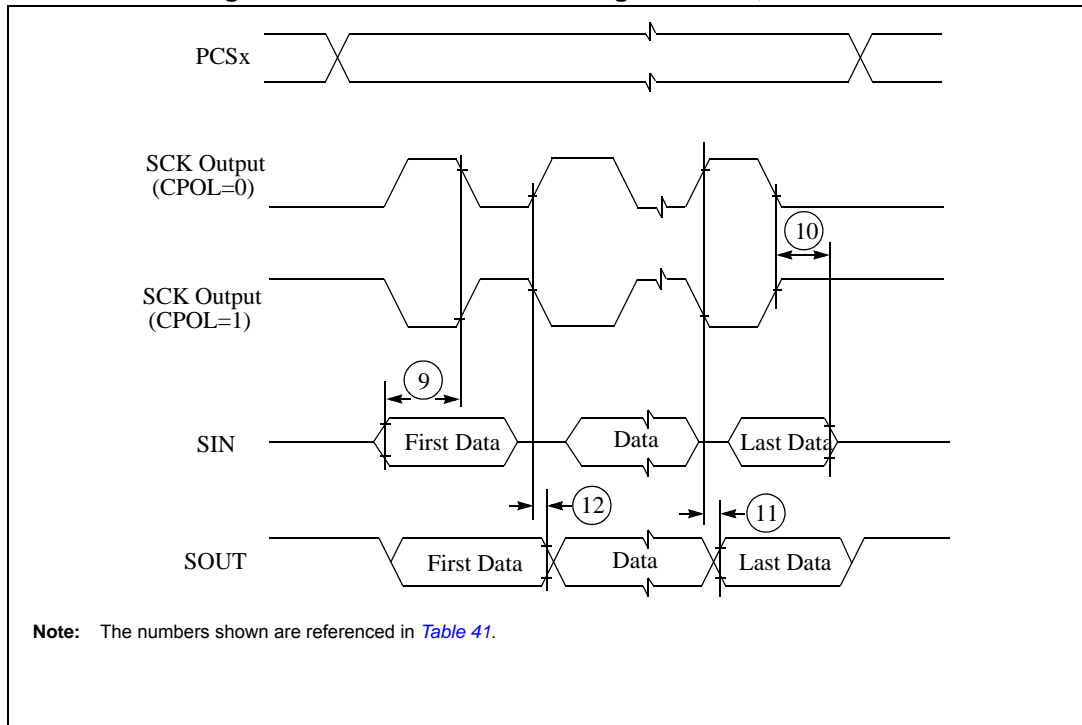 PCSx
SCK Output
(CPOL=0)
10
SCK Output
(CPOL=1)
9
SIN
First Data
Data
Last Data
12
11
SOUT
First Data
Data
Last Data
Note: The numbers shown are referenced in Table 41.